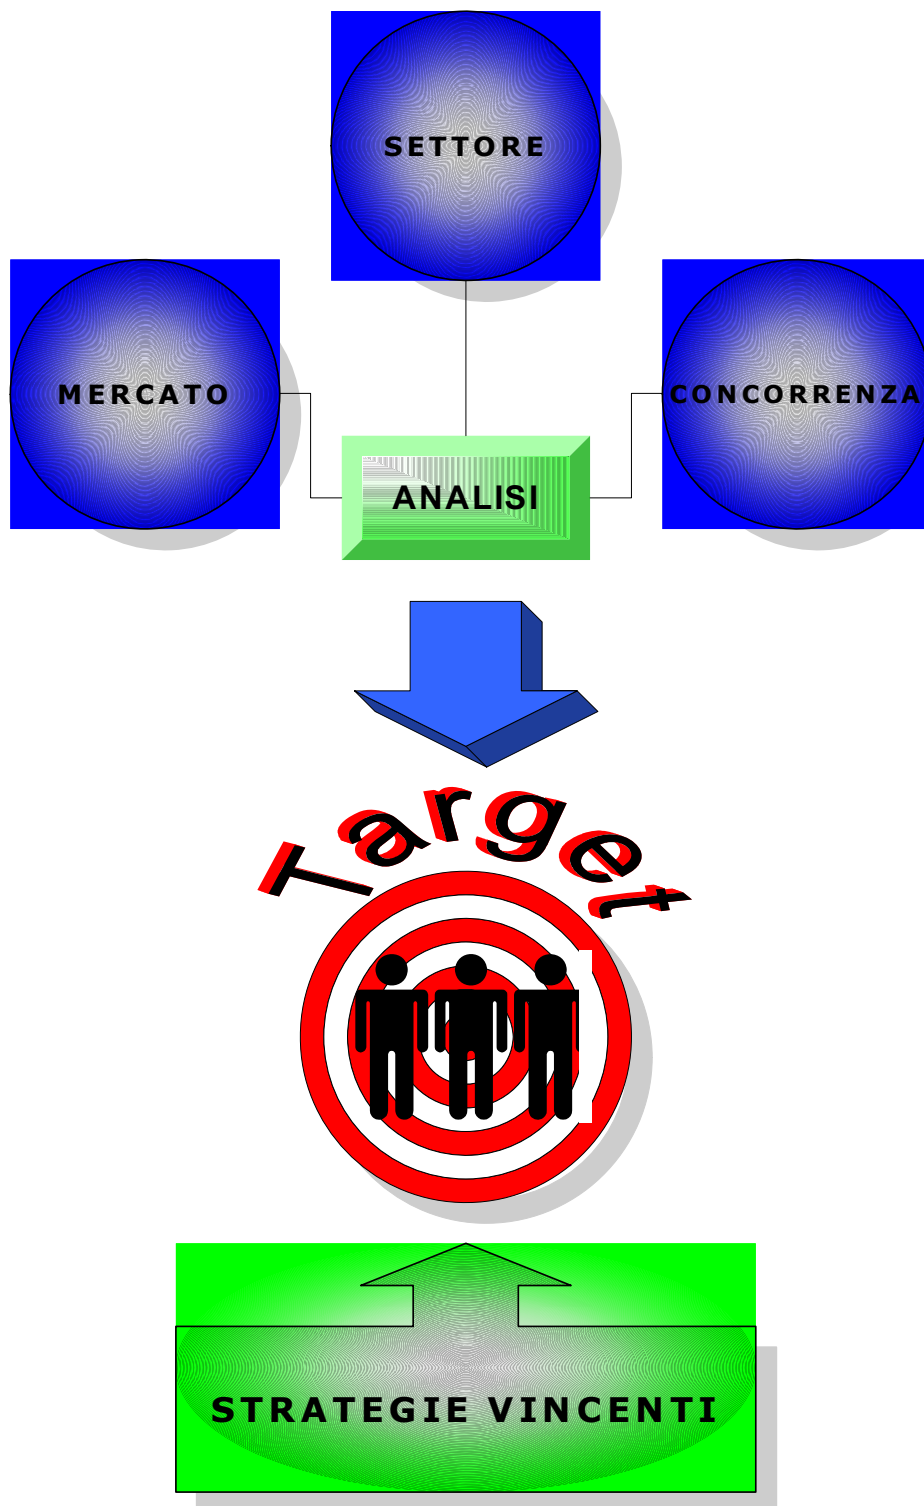 SETTORE
MERCATO
CONCORRENZA
ANALISI
Target
STRATEGIE VINCENTI